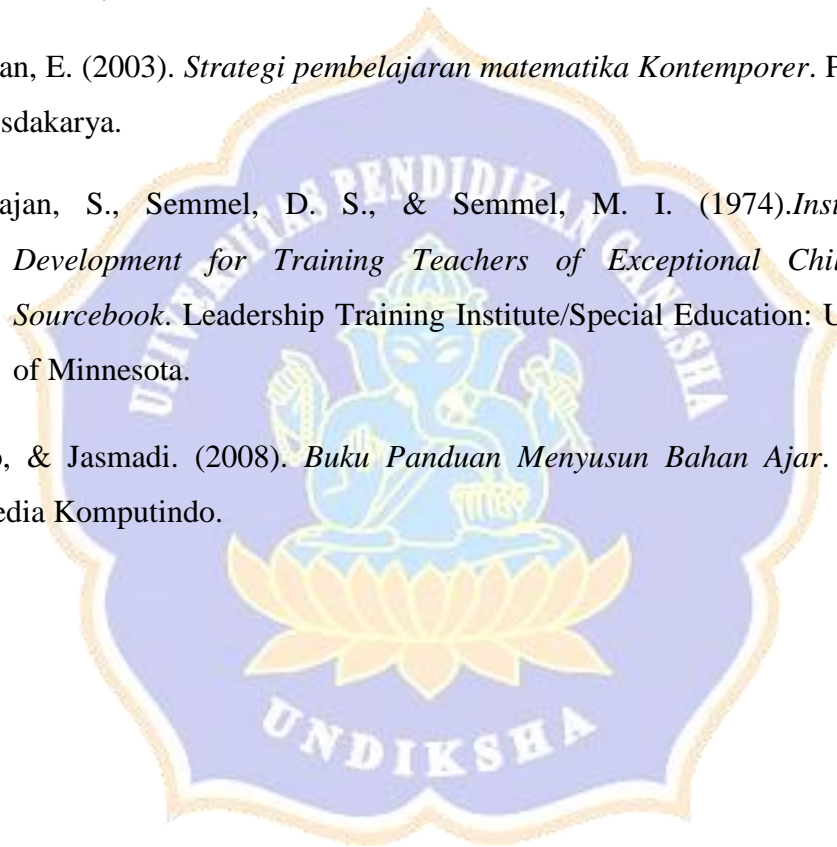 an, E. (2003). Strategi pembelajaran matematika Kontemporer. P
sdakarya.
ajan, S., Semmel, D. S., & Semmel, M. I. (1974).Inst
Development for Training Teachers of Exceptional Chil
Sourcebook. Leadership Training Institute/Special Education: U
of Minnesota.
o, & Jasmadi. (2008). Buku Panduan Menyusun Bahan Ajar.
edia Komputindo.
UNIVERSITAS PENDIDIKAN GANESHA
UNDIKSHA